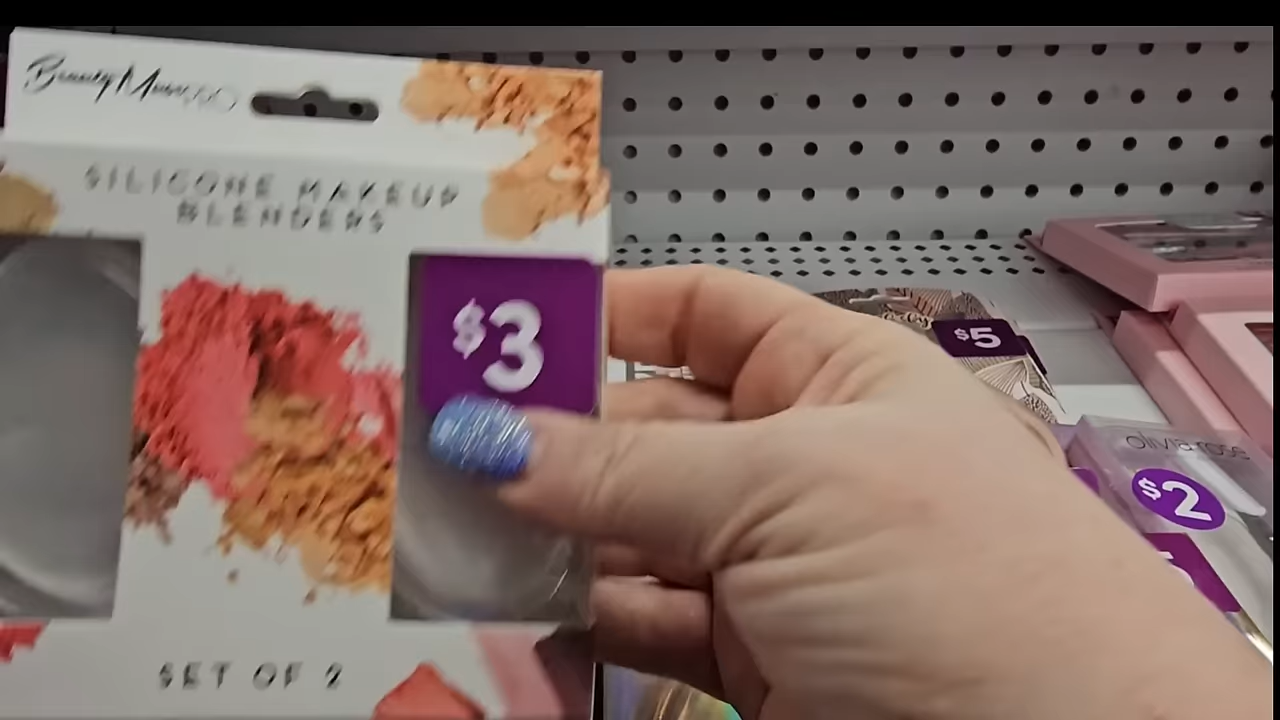 Beauty Muse
SILICONE MAKEUP
BLENDERS
$3
SET OF 2
$5
olivia rose
$2